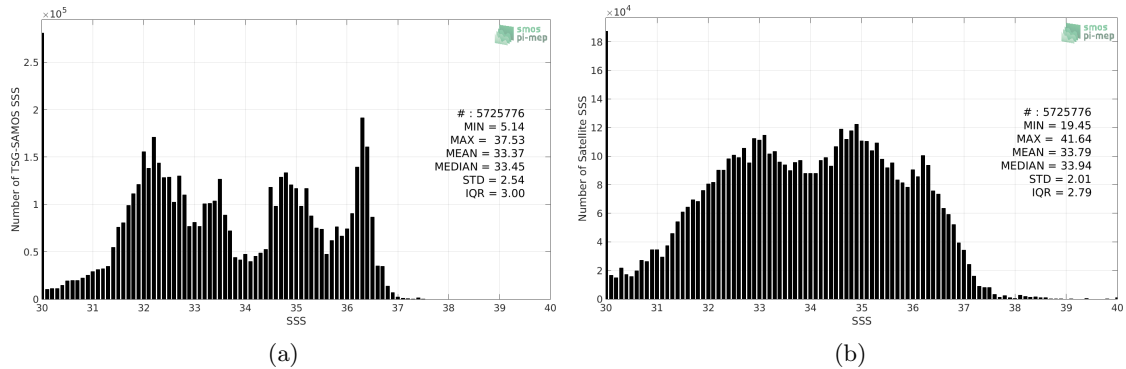 ×10⁵
smos
pi-mep
2.5
2
1.5
1
0.5
0
Number of TSG-SAMOS SSS
# : 5725776
MIN = 5.14
MAX = 37.53
MEAN = 33.37
MEDIAN = 33.45
STD = 2.54
IQR = 3.00
30 31 32 33 34 35 36 37 38 39 40
SSS
(a)
×10⁴
smos
pi-mep
18
16
14
12
10
8
6
4
2
0
Number of Satellite SSS
# : 5725776
MIN = 19.45
MAX = 41.64
MEAN = 33.79
MEDIAN = 33.94
STD = 2.01
IQR = 2.79
30 31 32 33 34 35 36 37 38 39 40
SSS
(b)